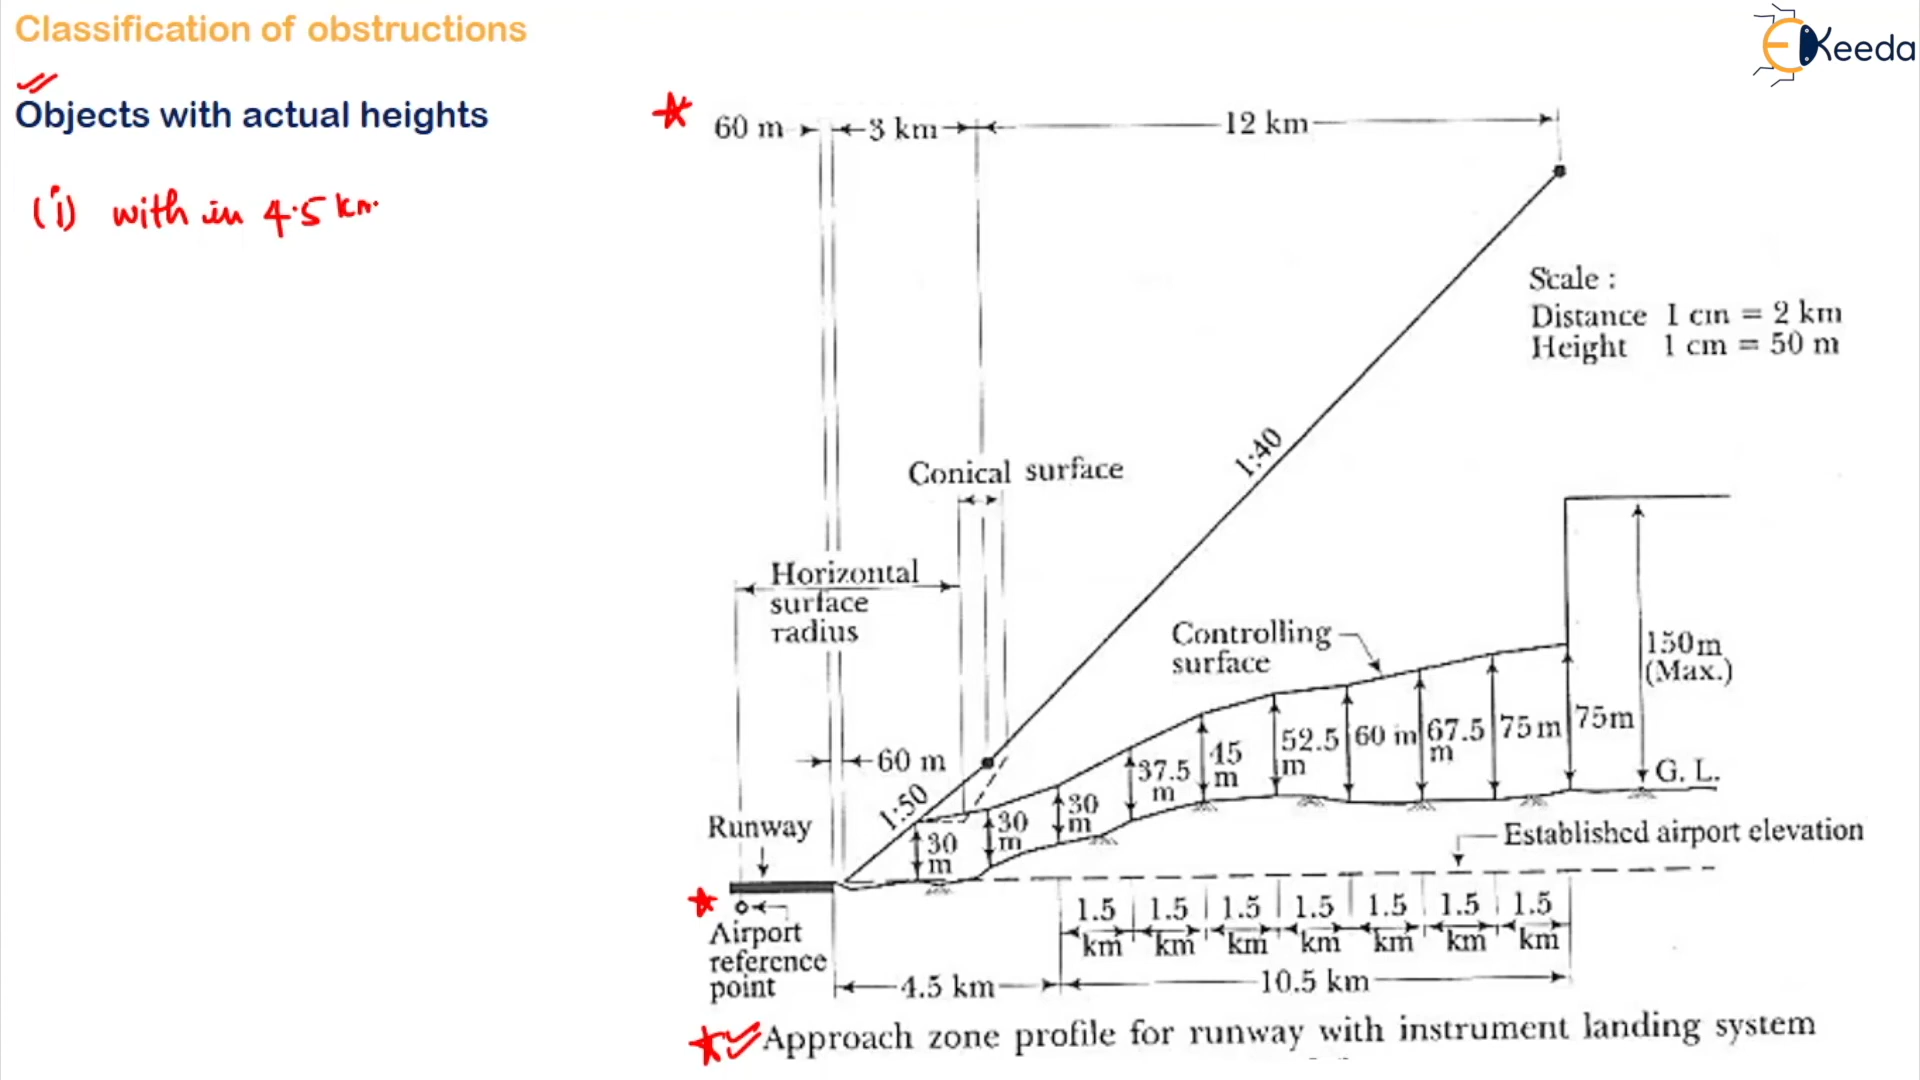 Classification of obstructions
EKeeda
Objects with actual heights
(i) with in 4.5 km.
60 m
3 km
12 km
Scale :
Distance 1 cm = 2 km
Height 1 cm = 50 m
1:40
Conical surface
Horizontal
surface
radius
Controlling
surface
150m
(Max.)
60 m
1:50
30
m
30
m
30
m
37.5
m
45
m
52.5
m
60 m
67.5
m
75 m
75m
G. L.
Runway
Established airport elevation
Airport
reference
point
1.5
km
1.5
km
1.5
km
1.5
km
1.5
km
1.5
km
1.5
km
4.5 km
10.5 km
Approach zone profile for runway with instrument landing system